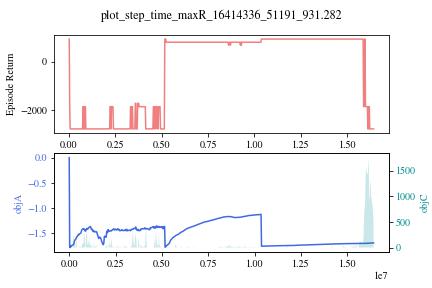 plot_step_time_maxR_16414336_51191_931.282
Episode Return
0
−2000
0.00 0.25 0.50 0.75 1.00 1.25 1.50
objA
0.0
−0.5
−1.0
−1.5
1500
1000
500
0
objC
0.00 0.25 0.50 0.75 1.00 1.25 1.50
1e7